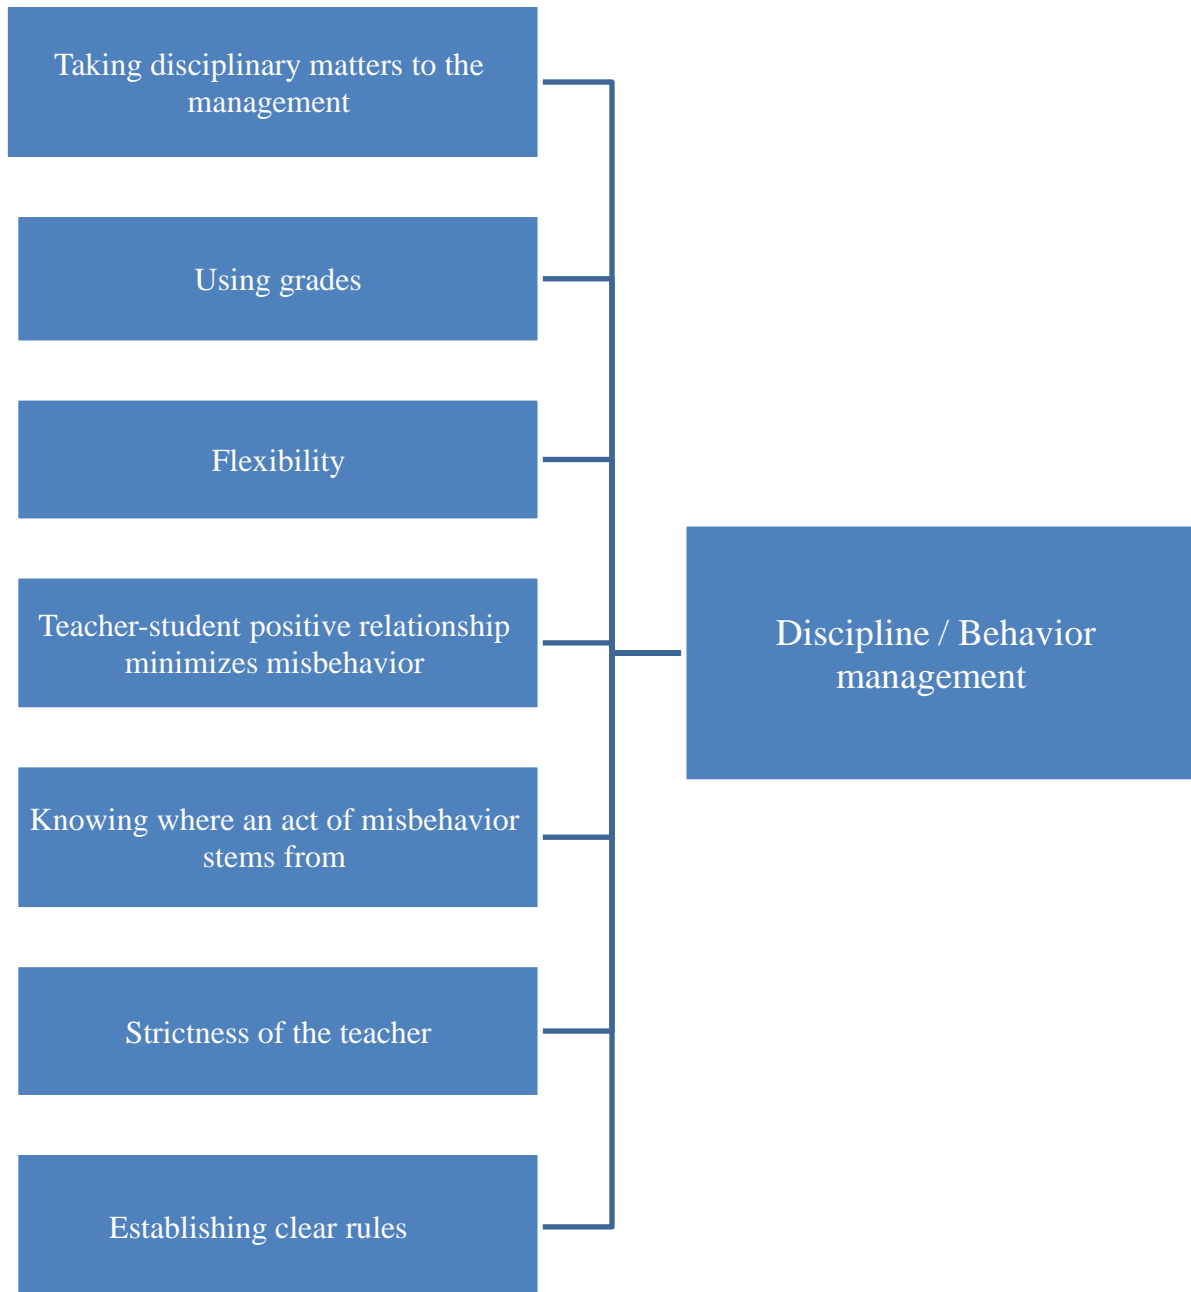 Taking disciplinary matters to the
management
Using grades
Flexibility
Teacher-student positive relationship
minimizes misbehavior
Knowing where an act of misbehavior
stems from
Strictness of the teacher
Establishing clear rules
Discipline / Behavior
management